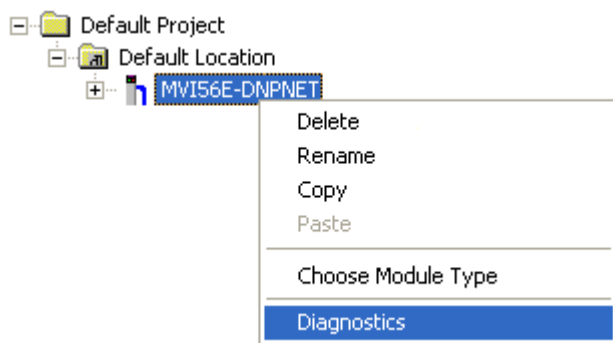 Default Project
Default Location
MVI56E-DNPNET
Delete
Rename
Copy
Paste
Choose Module Type
Diagnostics